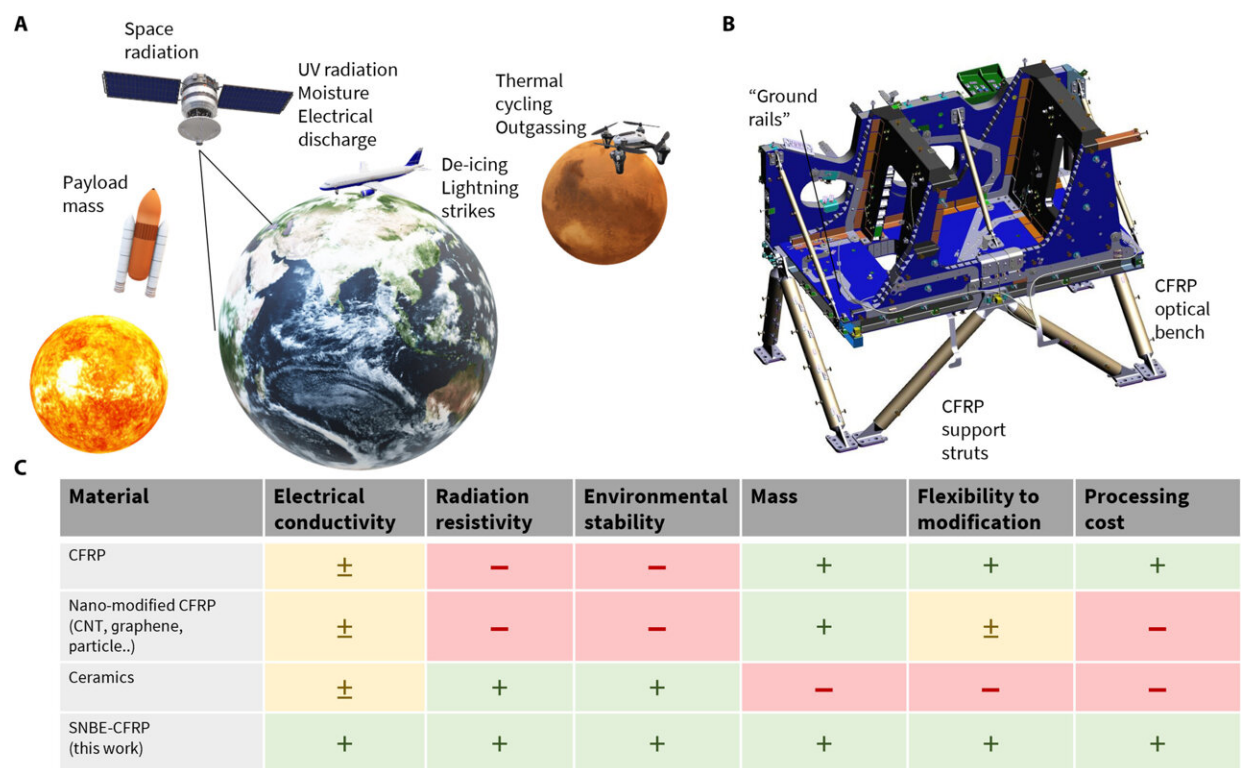 A
Space
radiation
UV radiation
Moisture
Electrical
discharge
Thermal
cycling
Outgassing
De-icing
Lightning
strikes
Payload
mass
B
“Ground
rails”
CFRP
optical
bench
CFRP
support
struts
C
Material Electrical conductivity Radiation resistivity Environmental stability Mass Flexibility to modification Processing cost
CFRP ± − − + + +
Nano-modified CFRP
(CNT, graphene,
particle..) ± − − + ± −
Ceramics ± + + − − −
SNBE-CFRP
(this work) + + + + + +